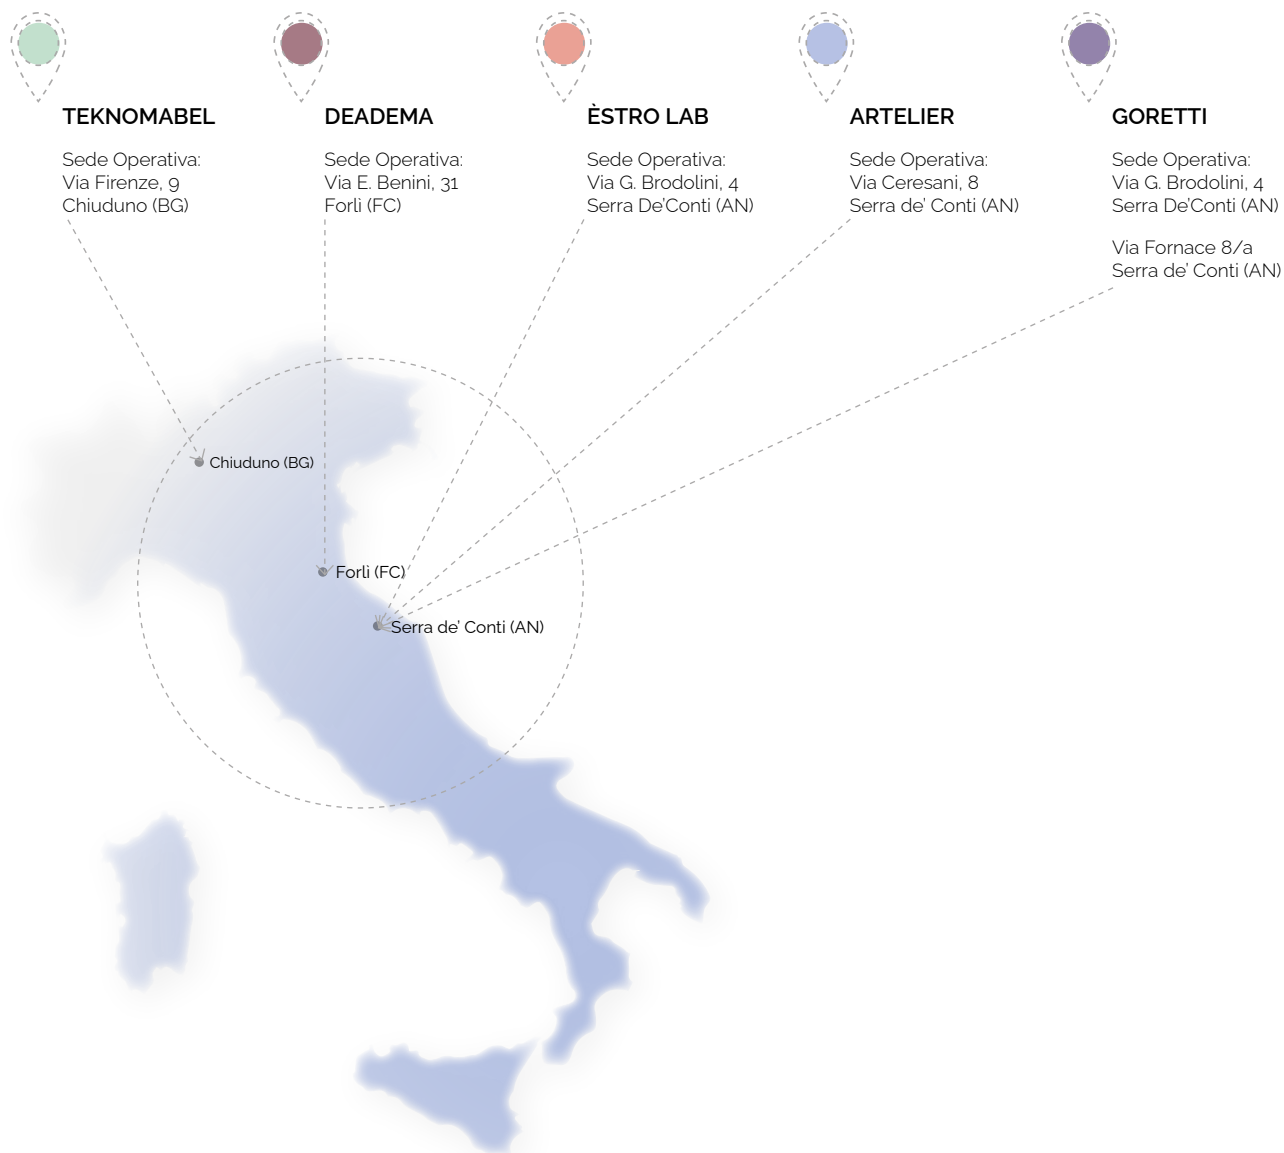 TEKNOMABEL
Sede Operativa:
Via Firenze, 9
Chiuduno (BG)
DEADEMA
Sede Operativa:
Via E. Benini, 31
Forlì (FC)
ÈSTRO LAB
Sede Operativa:
Via G. Brodolini, 4
Serra De'Conti (AN)
ARTELIER
Sede Operativa:
Via Ceresani, 8
Serra de' Conti (AN)
GORETTI
Sede Operativa:
Via G. Brodolini, 4
Serra De'Conti (AN)
Via Fornace 8/a
Serra de' Conti (AN)
Chiuduno (BG)
Forlì (FC)
Serra de' Conti (AN)